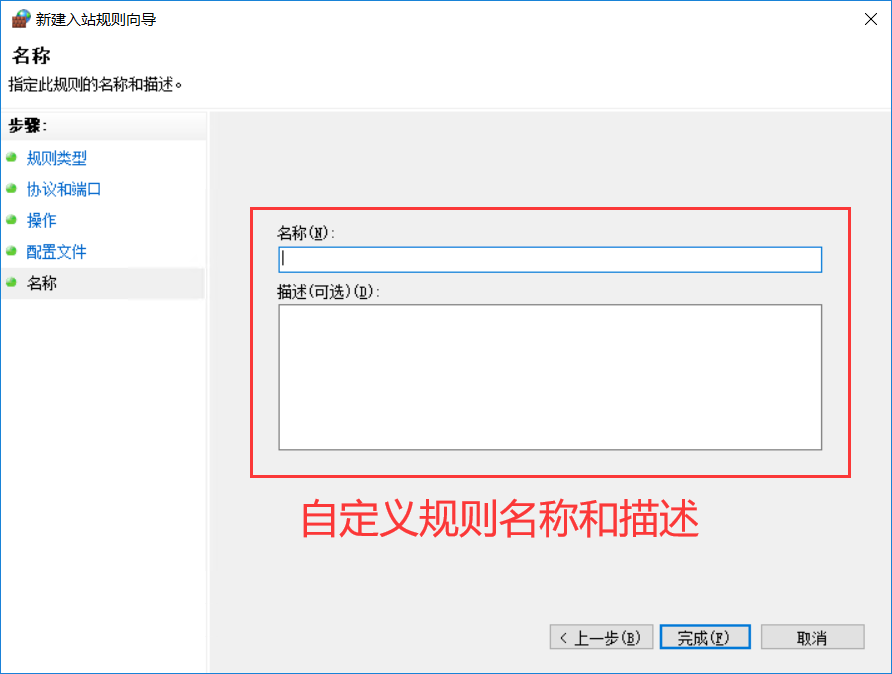 新建入站规则向导
名称
指定此规则的名称和描述。
步骤:
规则类型
协议和端口
操作
配置文件
名称
名称(N):
描述(可选)(D):
自定义规则名称和描述
< 上一步(B)
完成(F)
取消